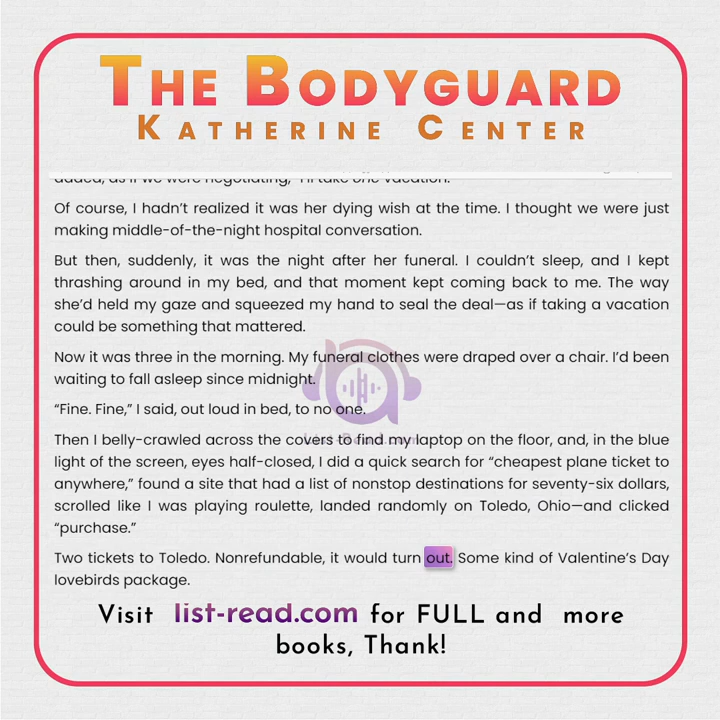 THE BODYGUARD
KATHERINE CENTER
added, as if we were negotiating, "I'll take one vacation."
Of course, I hadn't realized it was her dying wish at the time. I thought we were just
making middle-of-the-night hospital conversation.
But then, suddenly, it was the night after her funeral. I couldn't sleep, and I kept
thrashing around in my bed, and that moment kept coming back to me. The way
she'd held my gaze and squeezed my hand to seal the deal—as if taking a vacation
could be something that mattered.
Now it was three in the morning. My funeral clothes were draped over a chair. I'd been
waiting to fall asleep since midnight.
"Fine. Fine," I said, out loud in bed, to no one.
Then I belly-crawled across the covers to find my laptop on the floor, and, in the blue
light of the screen, eyes half-closed, I did a quick search for "cheapest plane ticket to
anywhere," found a site that had a list of nonstop destinations for seventy-six dollars,
scrolled like I was playing roulette, landed randomly on Toledo, Ohio—and clicked
"purchase."
Two tickets to Toledo. Nonrefundable, it would turn out. Some kind of Valentine's Day
lovebirds package.
Visit list-read.com for FULL and more
books, Thank!